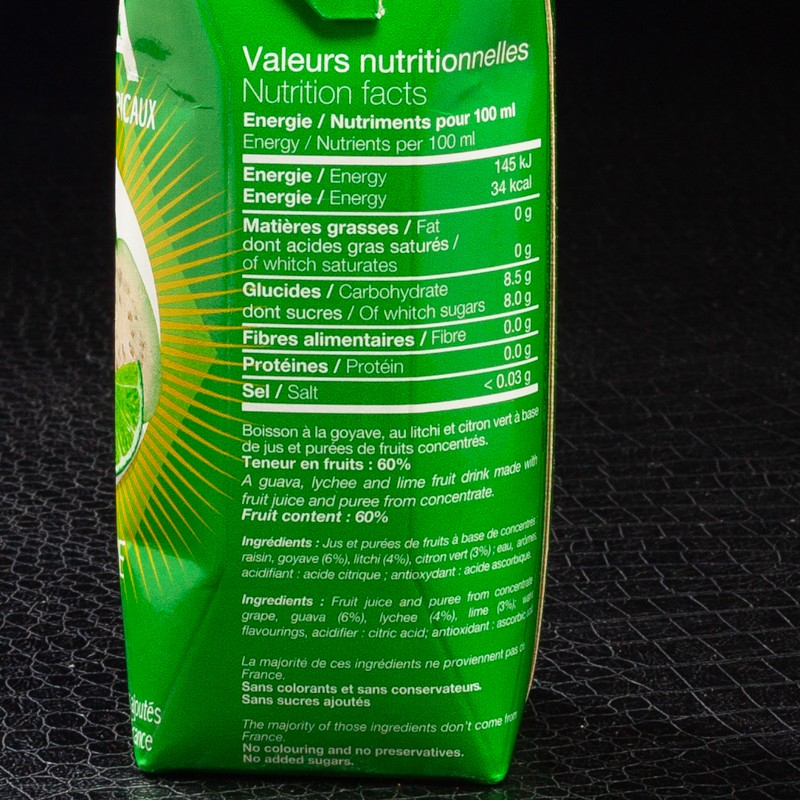 A
PICAUX
E
ajoutés
ance
Valeurs nutritionnelles
Nutrition facts
Energie / Nutriments pour 100 ml
Energy / Nutrients per 100 ml
Energie / Energy 145 kJ
Energie / Energy 34 kcal
Matières grasses / Fat 0 g
dont acides gras saturés /
of whitch saturates 0 g
Glucides / Carbohydrate 8.5 g
dont sucres / Of whitch sugars 8.0 g
Fibres alimentaires / Fibre 0.0 g
Protéines / Protéin 0.0 g
Sel / Salt < 0.03 g
Boisson à la goyave, au litchi et citron vert à base
de jus et purées de fruits concentrés.
Teneur en fruits : 60%
A guava, lychee and lime fruit drink made with
fruit juice and puree from concentrate.
Fruit content : 60%
Ingrédients : Jus et purées de fruits à base de concentrés
raisin, goyave (6%), litchi (4%), citron vert (3%) ; eau, arômes,
acidifiant : acide citrique ; antioxydant : acide ascorbique.
Ingredients : Fruit juice and puree from concentrate
grape, guava (6%), lychee (4%), lime (3%);
flavourings, acidifier : citric acid; antioxidant : ascorbic
La majorité de ces ingrédients ne proviennent pas
France.
Sans colorants et sans conservateurs.
Sans sucres ajoutés
The majority of those ingredients don't come from
France.
No colouring and no preservatives.
No added sugars.